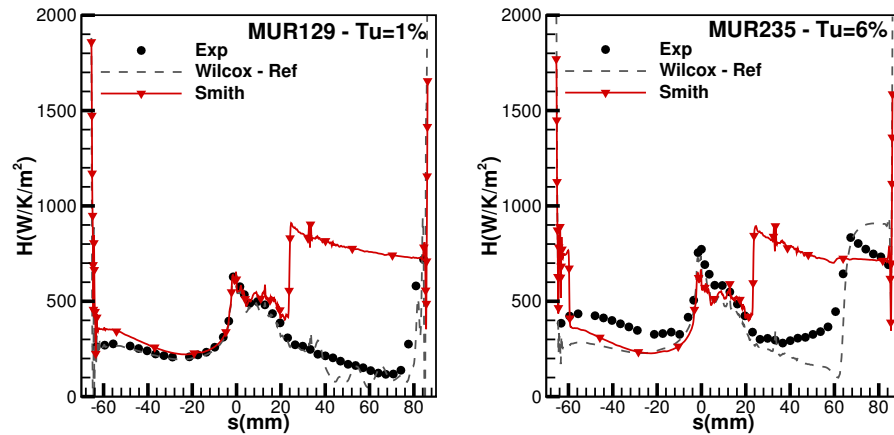 MUR129 - Tu=1%
Exp
Wilcox - Ref
Smith
H(W/K/m²)
2000
1500
1000
500
0
-60 -40 -20 0 20 40 60 80
s(mm)
MUR235 - Tu=6%
Exp
Wilcox - Ref
Smith
H(W/K/m²)
2000
1500
1000
500
0
-60 -40 -20 0 20 40 60 80
s(mm)